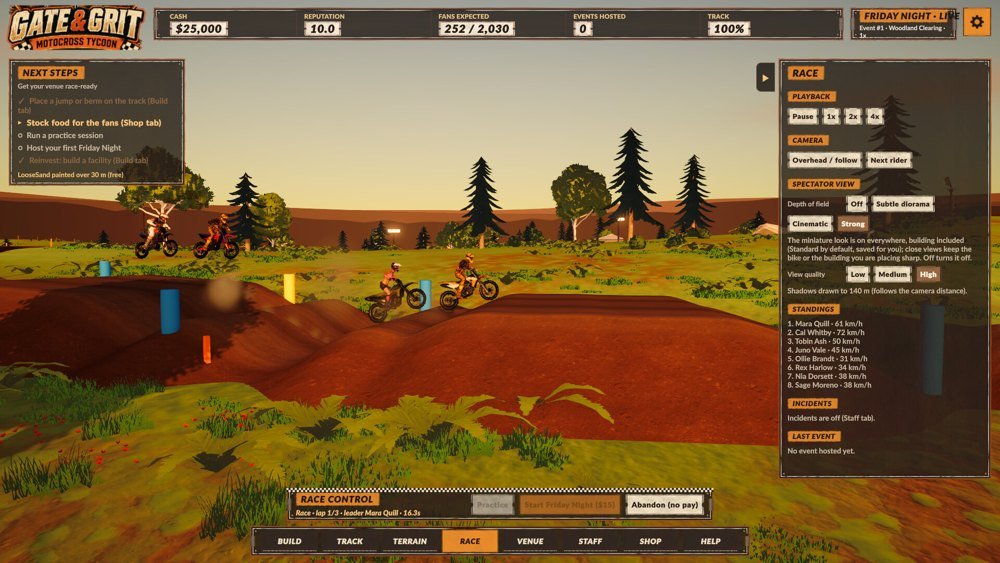 GATE & GRIT
MOTOCROSS TYCOON
CASH
$25,000
REPUTATION
10.0
FANS EXPECTED
252 / 2,030
EVENTS HOSTED
0
TRACK
100%
FRIDAY NIGHT · LIVE
Event #1 · Woodland Clearing ·
1x
NEXT STEPS
Get your venue race-ready
✓ Place a jump or berm on the track (Build
tab)
▸ Stock food for the fans (Shop tab)
Run a practice session
Host your first Friday Night
✓ Reinvest: build a facility (Build tab)
LooseSand painted over 30 m (free)
RACE
PLAYBACK
Pause 1x 2x 4x
CAMERA
Overhead / follow Next rider
SPECTATOR VIEW
Depth of field Off Subtle diorama
Cinematic Strong
The miniature look is on everywhere, building included
(Standard by default, saved for you); close views keep the
bike or the building you are placing sharp. Off turns it off.
View quality Low Medium High
Shadows drawn to 140 m (follows the camera distance).
STANDINGS
1. Mara Quill · 61 km/h
2. Cal Whitby · 72 km/h
3. Tobin Ash · 50 km/h
4. Juno Vale · 45 km/h
5. Ollie Brandt · 31 km/h
6. Rex Harlow · 34 km/h
7. Nia Dorsett · 38 km/h
8. Sage Moreno · 38 km/h
INCIDENTS
Incidents are off (Staff tab).
LAST EVENT
No event hosted yet.
RACE CONTROL
Race · lap 1/3 · leader Mara Quill · 16.3s
Practice Start Friday Night ($15) Abandon (no pay)
BUILD TRACK TERRAIN RACE VENUE STAFF SHOP HELP